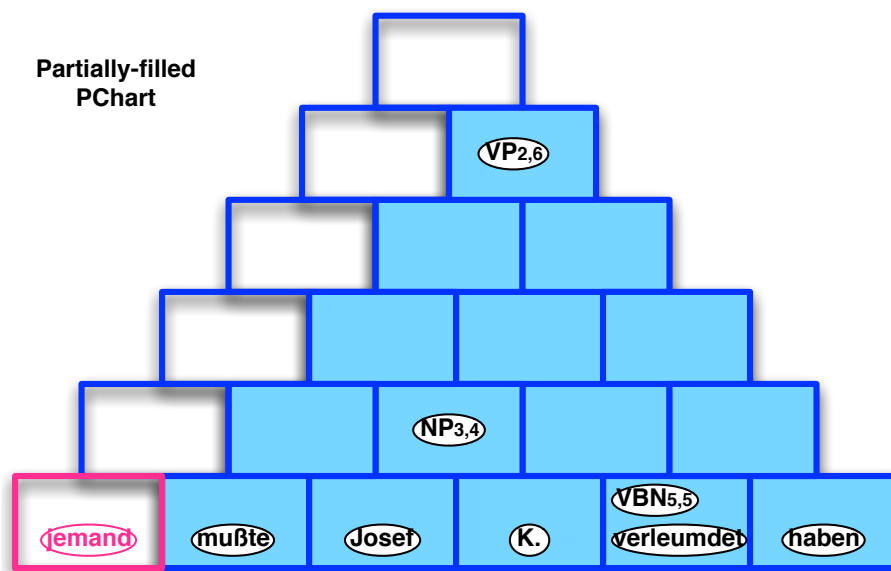 Partially-filled
PChart
VP2,6
NP3,4
VBN5,5
jemand mußte Josef K. verleumdet haben